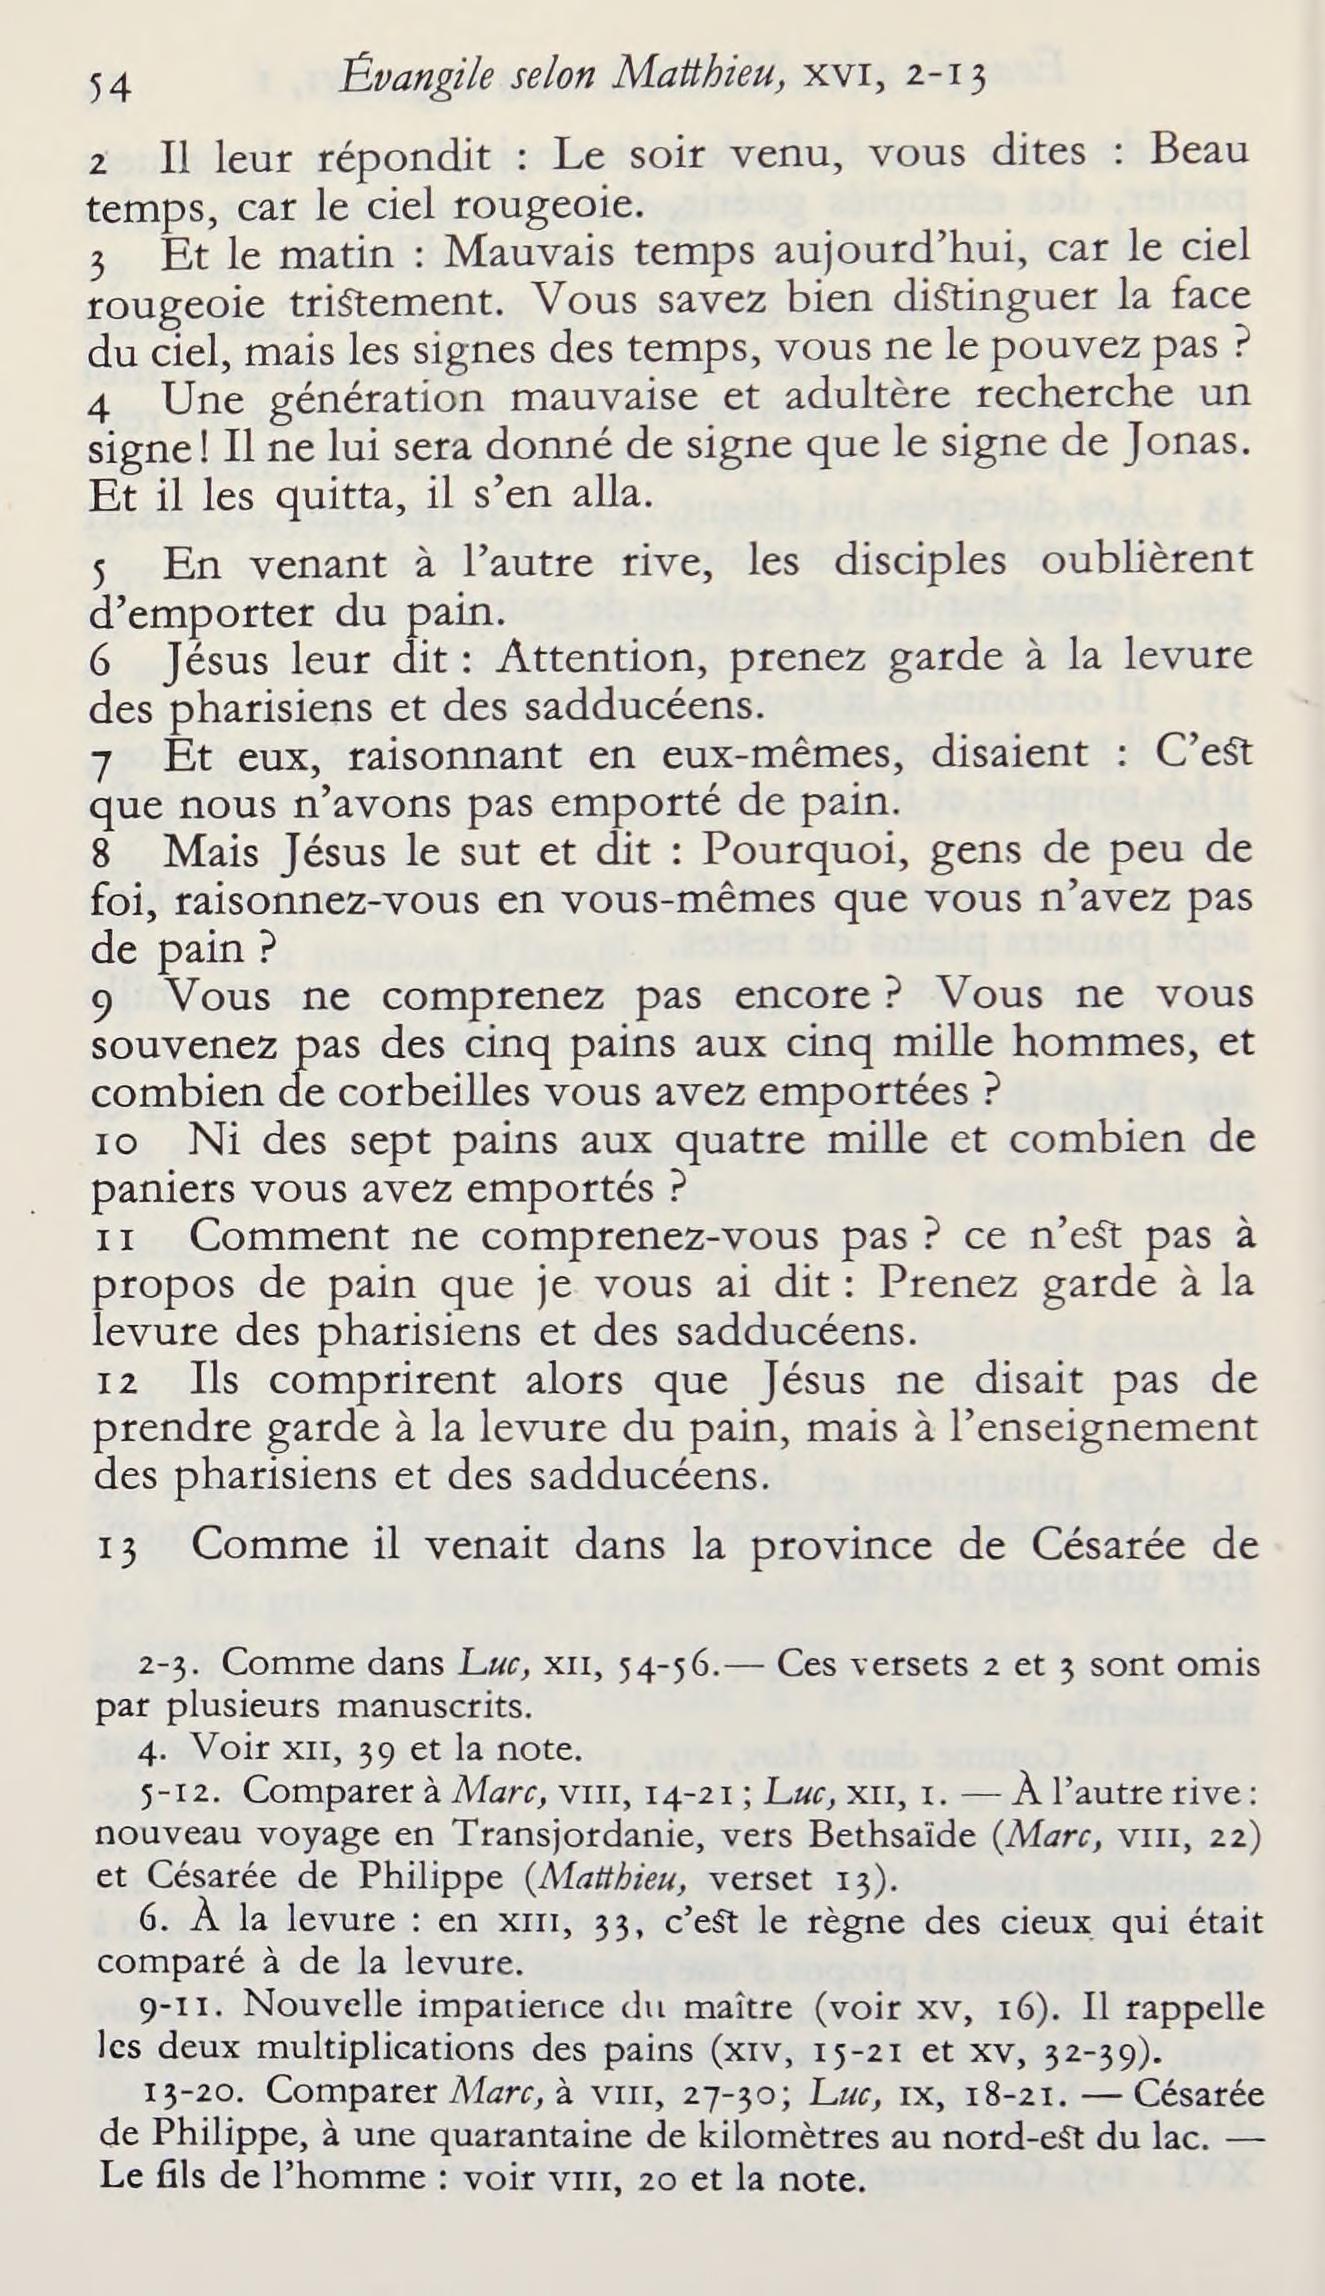 54 Évangile selon Matthieu, XVI, 2-13
2 Il leur répondit : Le soir venu, vous dites : Beau
temps, car le ciel rougeoie.
3 Et le matin : Mauvais temps aujourd’hui, car le ciel
rougeoie tristement. Vous savez bien distinguer la face
du ciel, mais les signes des temps, vous ne le pouvez pas ?
4 Une génération mauvaise et adultère recherche un
signe! Il ne lui sera donné de signe que le signe de Jonas.
Et il les quitta, il s’en alla.
5 En venant à l’autre rive, les disciples oublièrent
d’emporter du pain.
6 Jésus leur dit : Attention, prenez garde à la levure
des pharisiens et des sadducéens.
7 Et eux, raisonnant en eux-mêmes, disaient : C’est
que nous n’avons pas emporté de pain.
8 Mais Jésus le sut et dit : Pourquoi, gens de peu de
foi, raisonnez-vous en vous-mêmes que vous n’avez pas
de pain ?
9 Vous ne comprenez pas encore ? Vous ne vous
souvenez pas des cinq pains aux cinq mille hommes, et
combien de corbeilles vous avez emportées ?
10 Ni des sept pains aux quatre mille et combien de
paniers vous avez emportés ?
11 Comment ne comprenez-vous pas ? ce n’est pas à
propos de pain que je vous ai dit : Prenez garde à la
levure des pharisiens et des sadducéens.
12 Ils comprirent alors que Jésus ne disait pas de
prendre garde à la levure du pain, mais à l’enseignement
des pharisiens et des sadducéens.
13 Comme il venait dans la province de Césarée de
2-3. Comme dans Luc, XII, 54-56.— Ces versets 2 et 3 sont omis
par plusieurs manuscrits.
4. Voir XII, 39 et la note.
5-12. Comparer à Marc, VIII, 14-21 ; Luc, XII, 1. — À l’autre rive :
nouveau voyage en Transjordanie, vers Bethsaïde (Marc, VIII, 22)
et Césarée de Philippe (Matthieu, verset 13).
6. À la levure : en XIII, 33, c’est le règne des cieux qui était
comparé à de la levure.
9-11. Nouvelle impatience du maître (voir XV, 16). Il rappelle
les deux multiplications des pains (XIV, 15-21 et XV, 32-39).
13-20. Comparer Marc, à VIII, 27-30; Luc, IX, 18-21. — Césarée
de Philippe, à une quarantaine de kilomètres au nord-est du lac. —
Le fils de l’homme : voir VIII, 20 et la note.